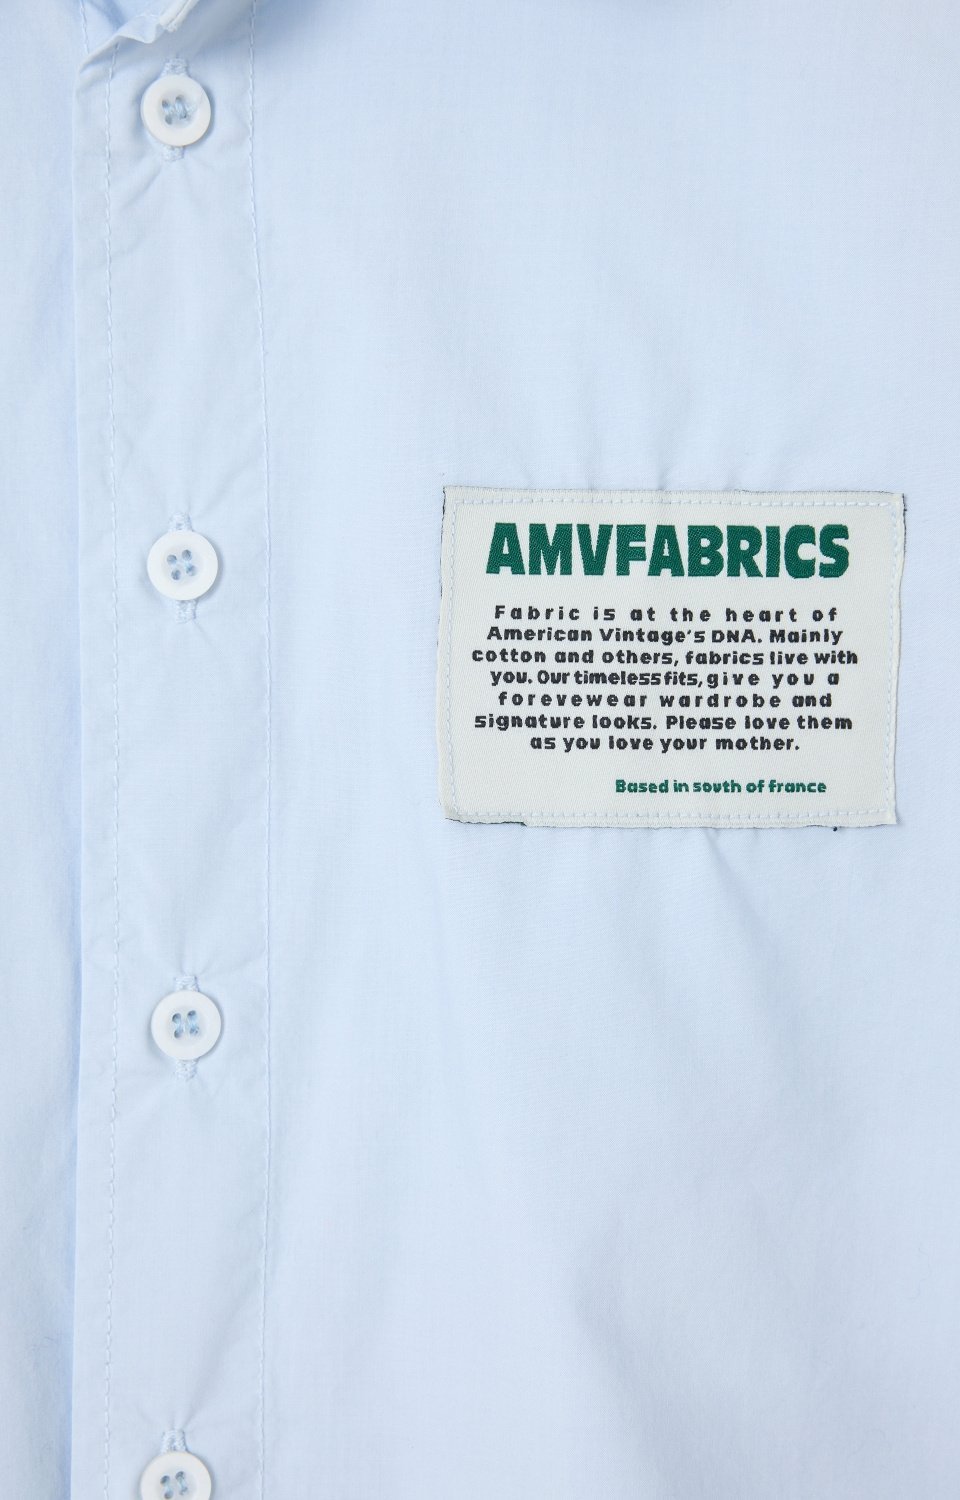 AMVFABRICS
Fabric is at the heart of
American Vintage's DNA. Mainly
cotton and others, fabrics live with
you. Our timeless fits, give you a
forevewear wardrobe and
signature looks. Please love them
as you love your mother.
Based in south of france